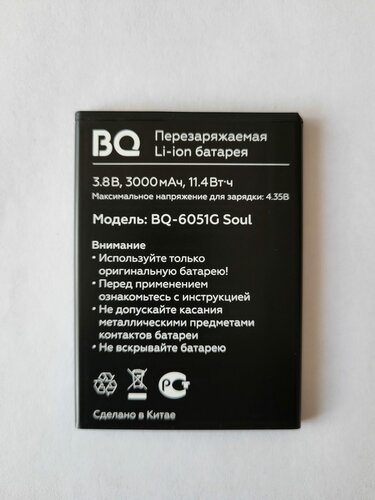 BQ
Перезаряжаемая
Li-ion батарея
3.8В, 3000мАч, 11.4Вт·ч
Максимальное напряжение для зарядки: 4.35В
Модель: BQ-6051G Soul
Внимание
• Используйте только
оригинальную батарею!
• Перед применением
ознакомьтесь с инструкцией
• Не допускайте касания
металлическими предметами
контактов батареи
• Не вскрывайте батарею
Сделано в Китае